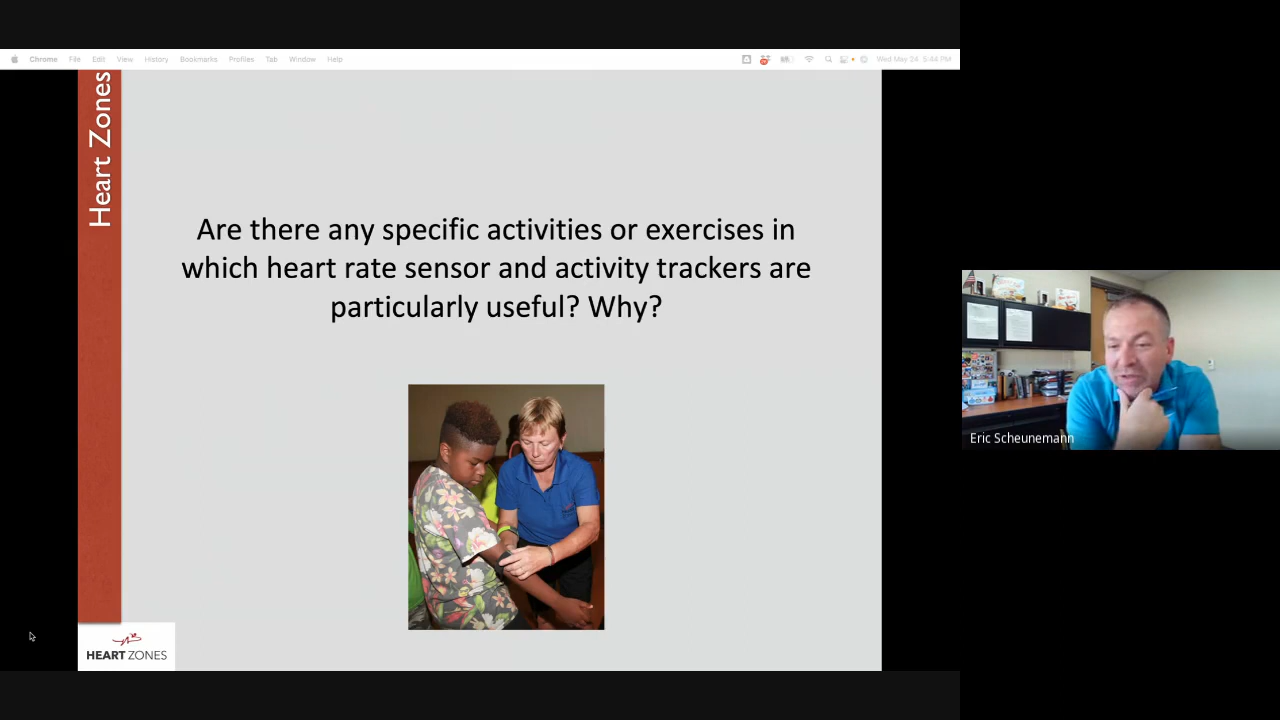 Chrome File Edit View History Bookmarks Profiles Tab Window Help
Wed May 24 5:44 PM
Heart Zones
Are there any specific activities or exercises in
which heart rate sensor and activity trackers are
particularly useful? Why?
HEART ZONES
Eric Scheunemann